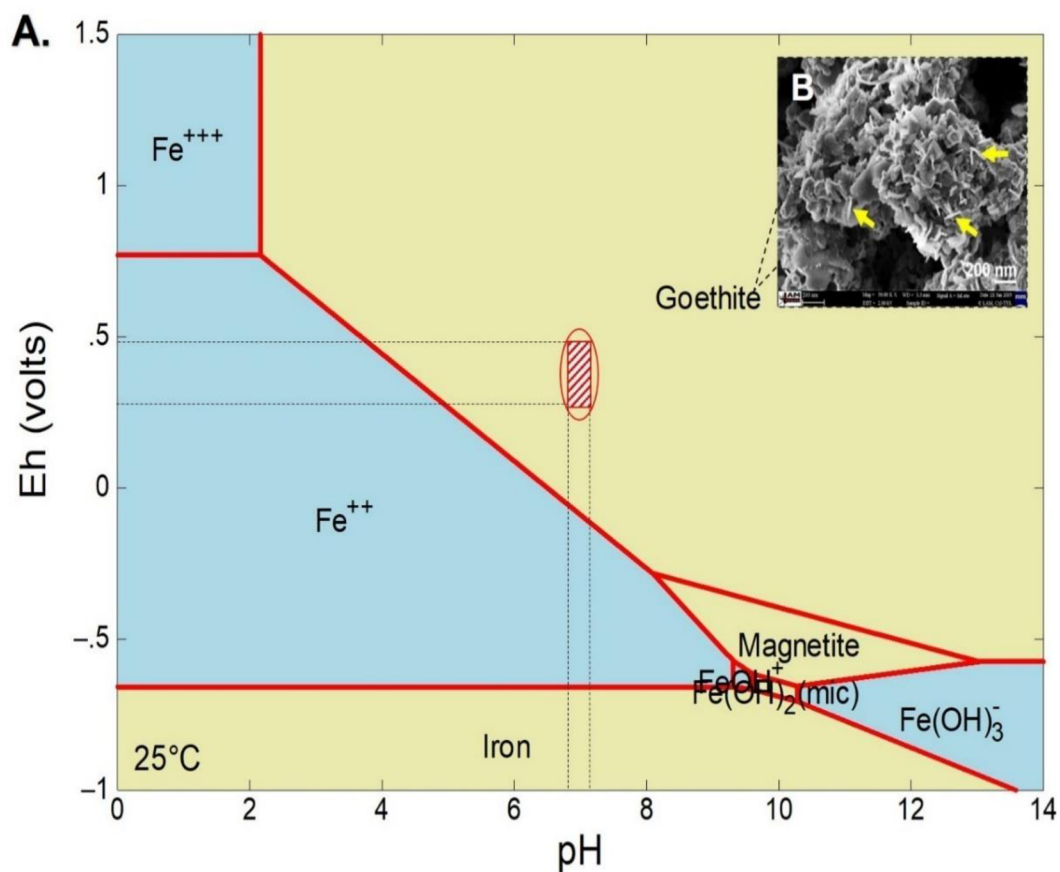 A.
1.5
1
.5
0
–.5
–1
Eh (volts)
Fe+++
Fe++
B
200 nm
Goethite
Magnetite
FeOH+
Fe(OH)2(mic)
Fe(OH)3-
Iron
25°C
0
2
4
6
8
10
12
14
pH